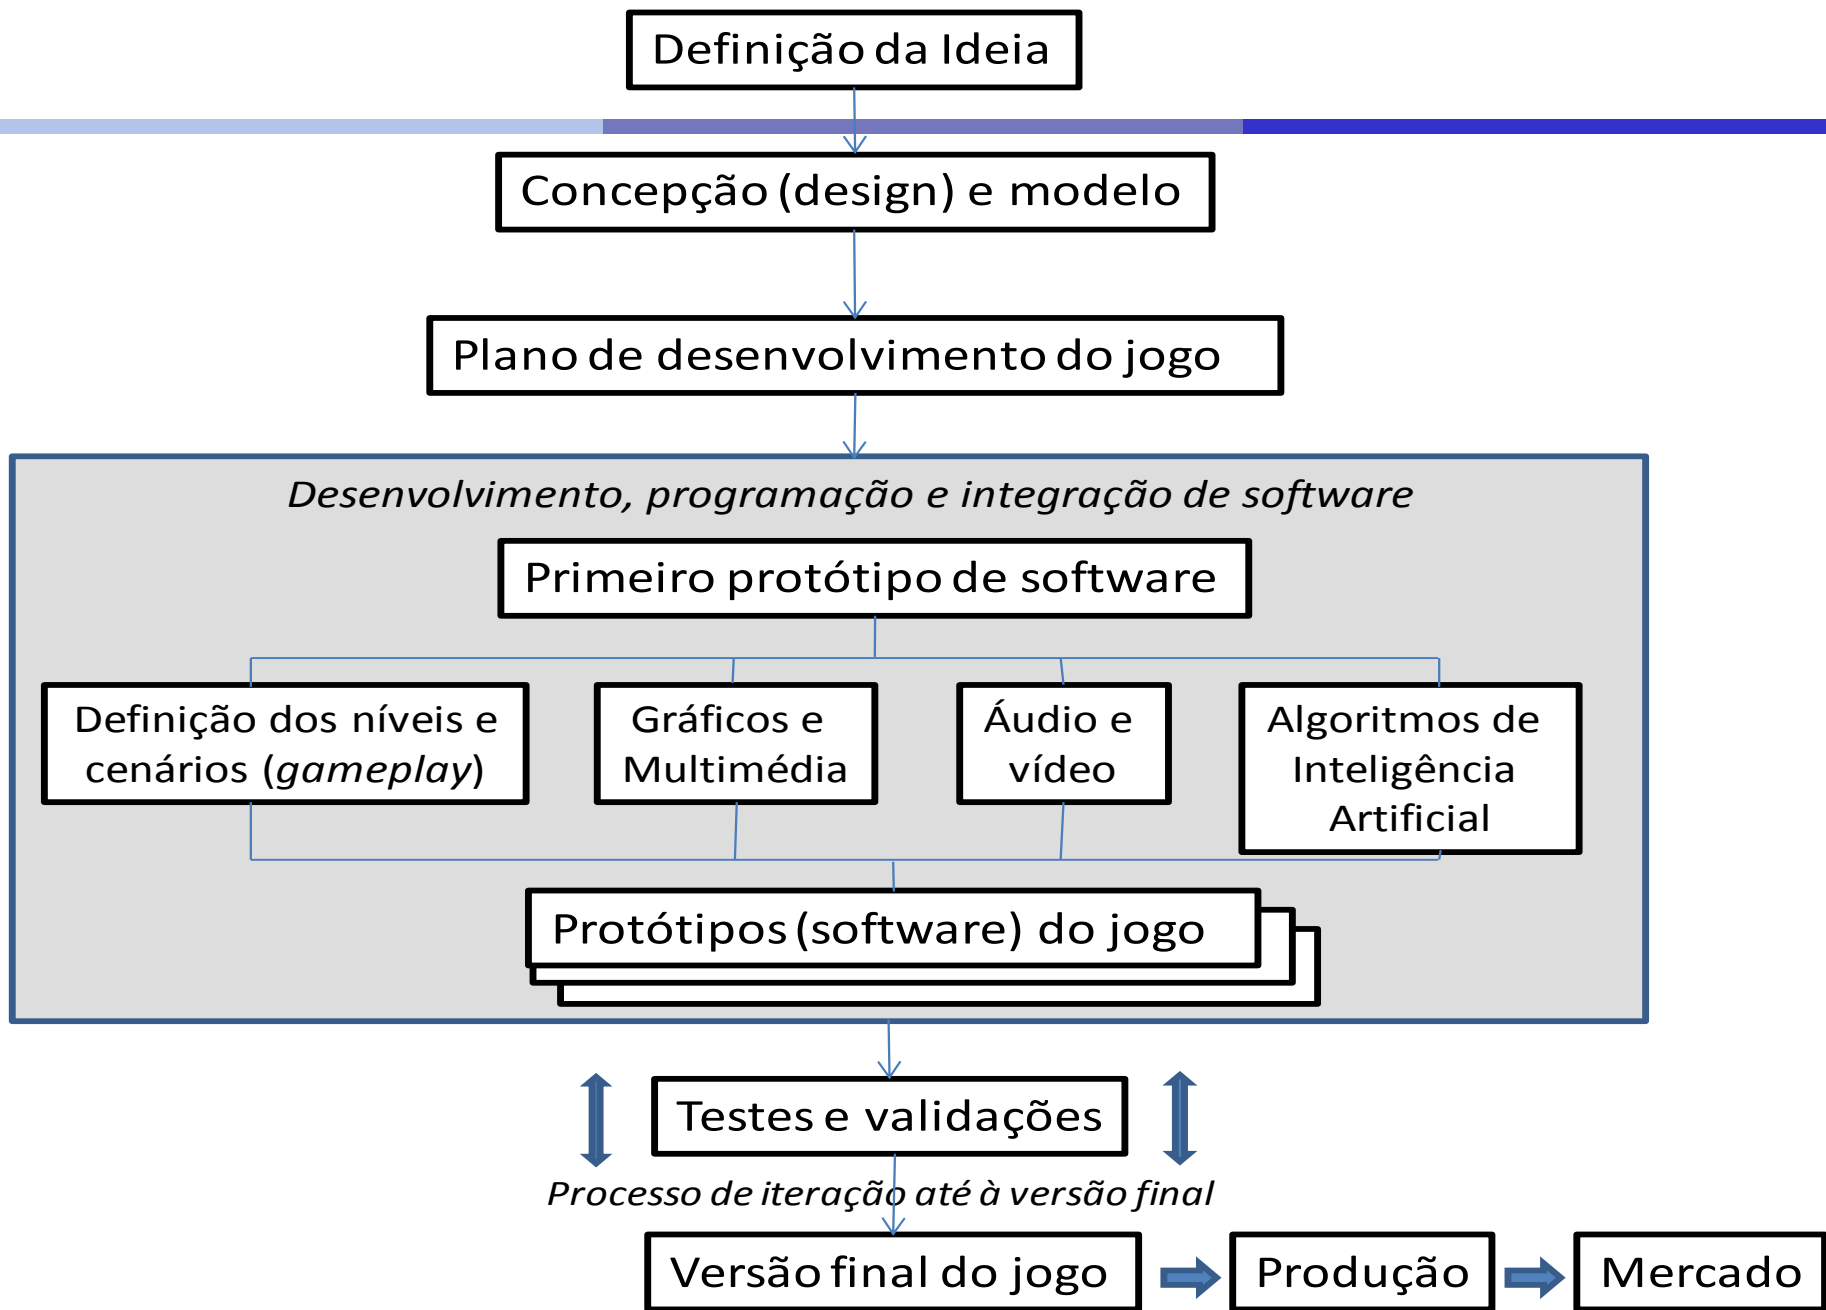 Definição da Ideia
Concepção (design) e modelo
Plano de desenvolvimento do jogo
Desenvolvimento, programação e integração de software
Primeiro protótipo de software
Definição dos níveis e
cenários (gameplay)
Gráficos e
Multimédia
Áudio e
vídeo
Algoritmos de
Inteligência
Artificial
Protótipos (software) do jogo
Testes e validações
Processo de iteração até à versão final
Versão final do jogo
Produção
Mercado